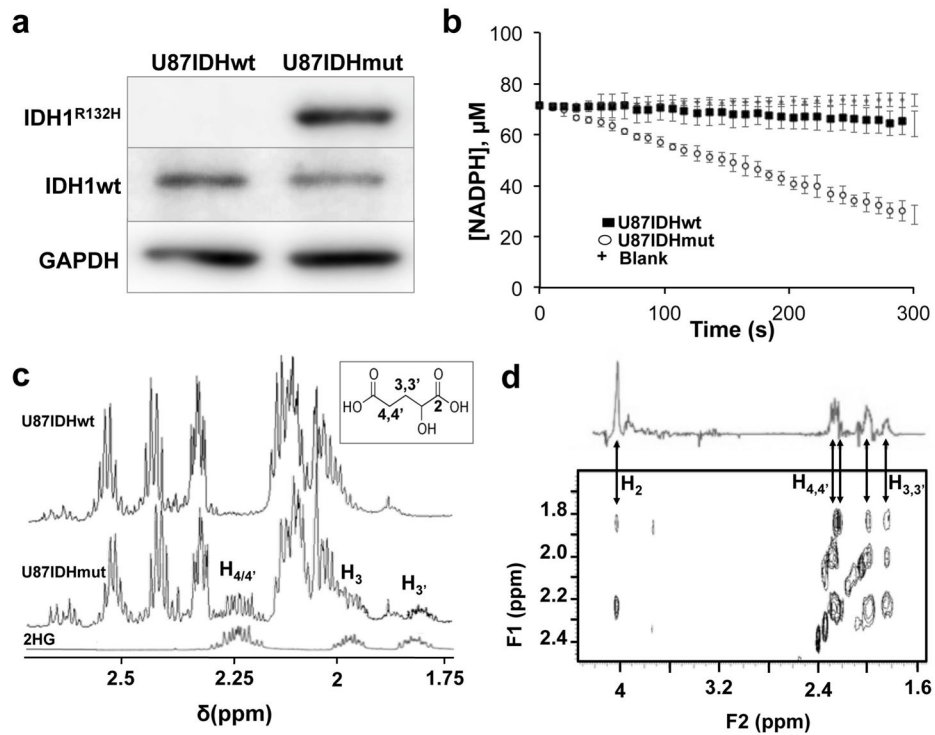 a
U87IDHwt U87IDHmut
IDH1R132H
IDH1wt
GAPDH
b
[NADPH], µM
100
80
60
40
20
0
U87IDHwt
U87IDHmut
Blank
0 100 200 300
Time (s)
c
U87IDHwt
O O
3,3'
HO 4,4' 2 OH
OH
U87IDHmut
H4/4' H3 H3'
2HG
2.5 2.25 2 1.75
δ(ppm)
d
H2 H4,4' H3,3'
F1 (ppm)
1.8
2.0
2.2
2.4
4 3.2 2.4 1.6
F2 (ppm)